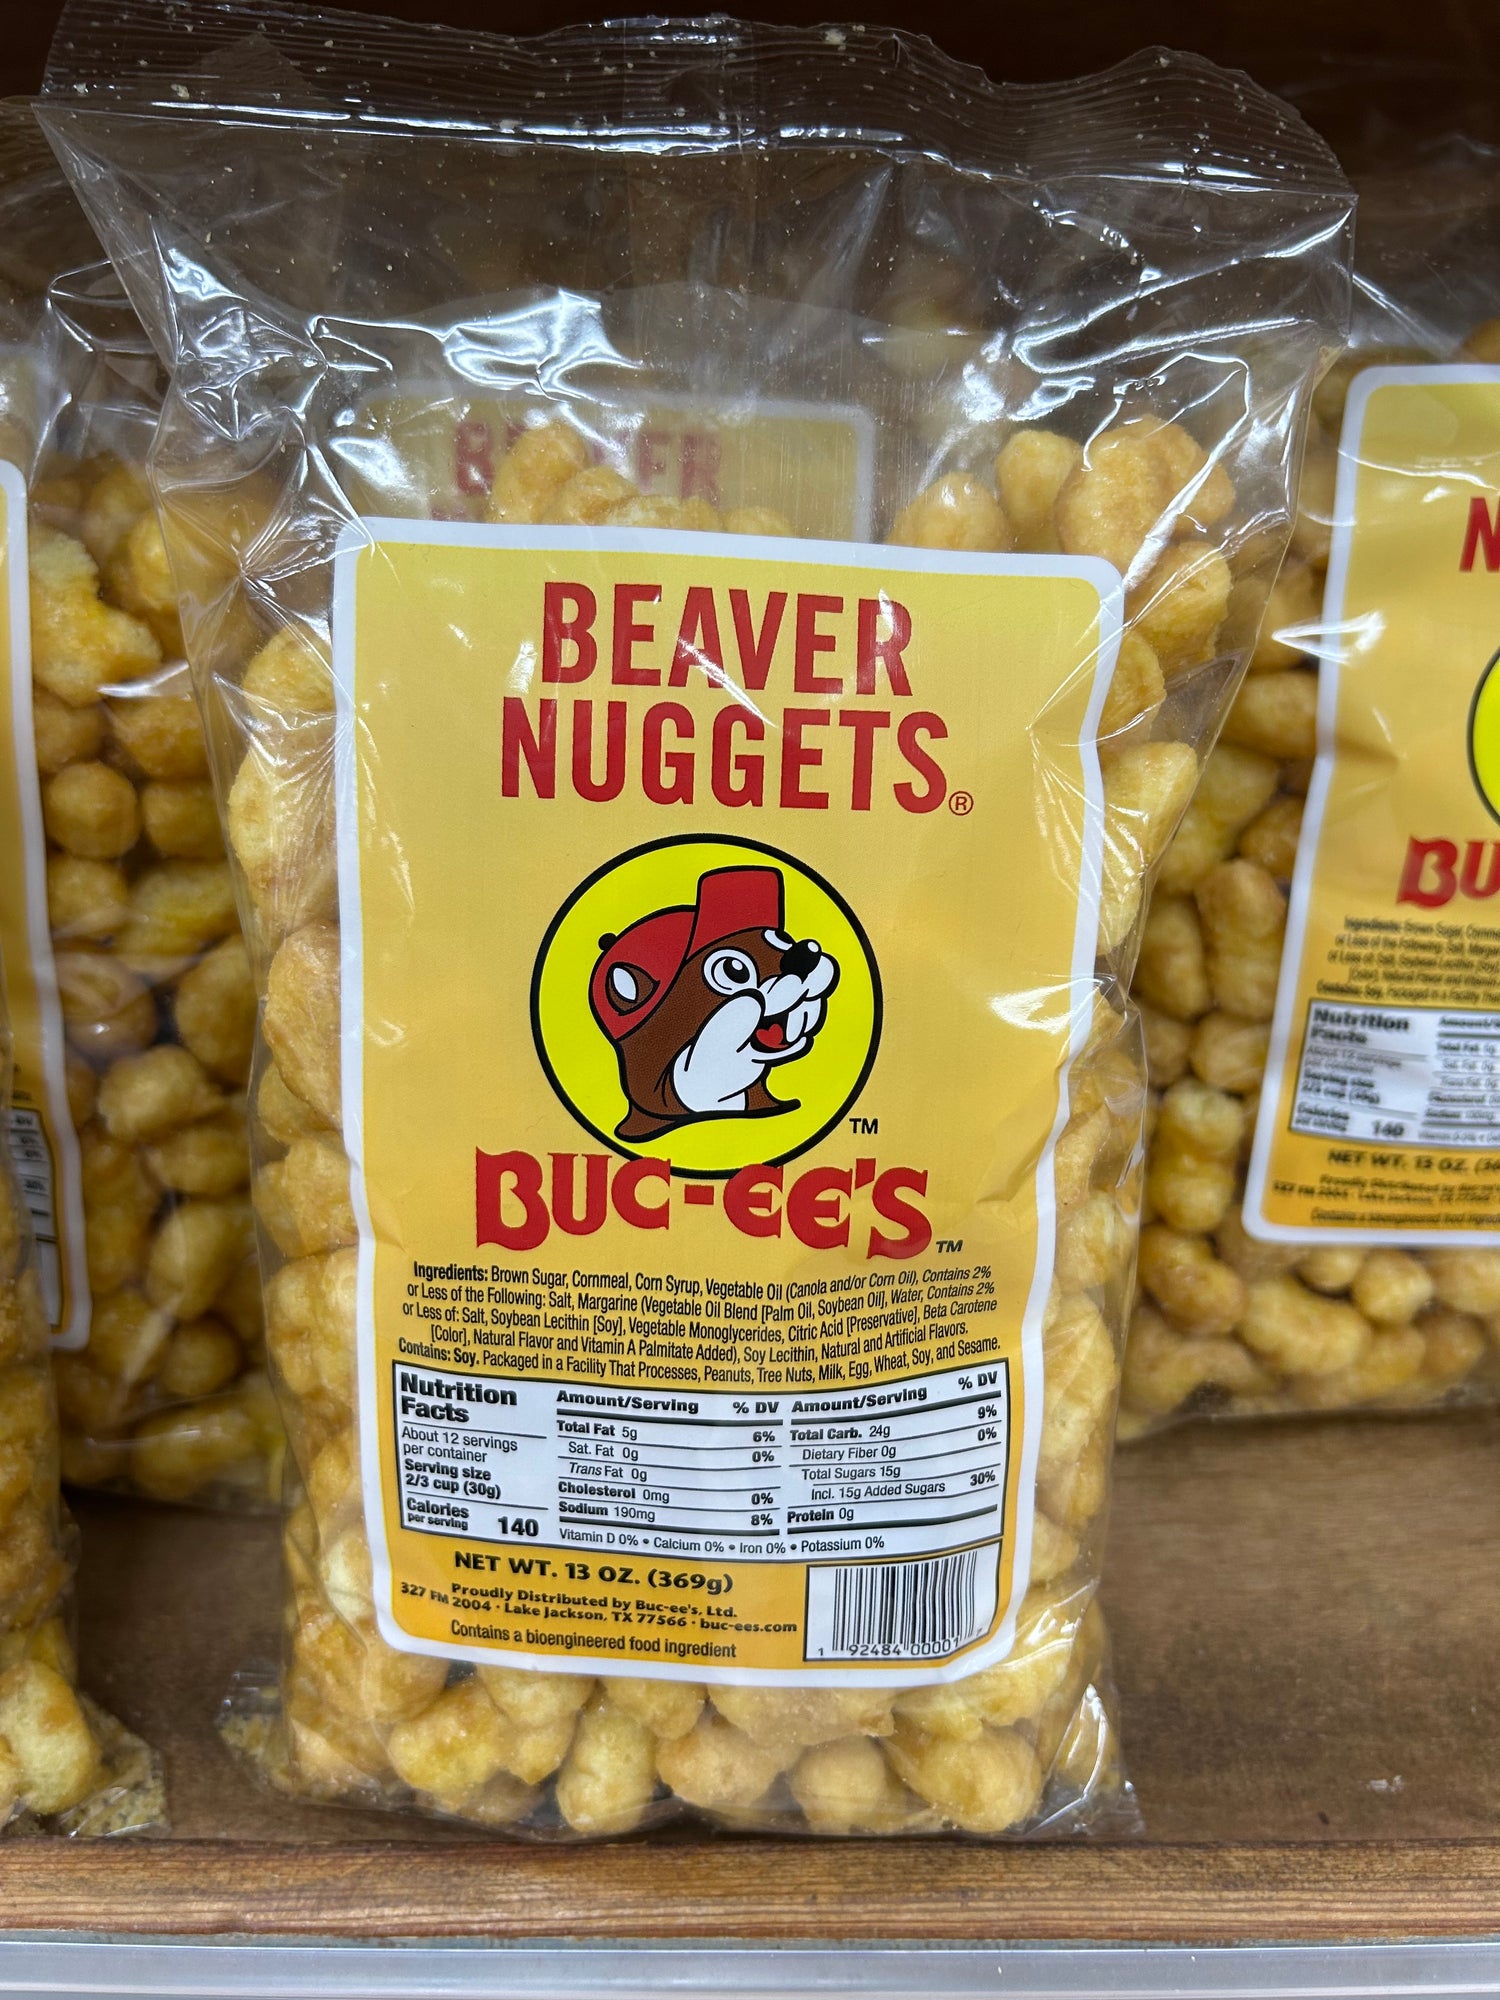 BEAVER
NUGGETS®
TM
BUC-EE'S TM
Ingredients: Brown Sugar, Cornmeal, Corn Syrup, Vegetable Oil (Canola and/or Corn Oil), Contains 2%
or Less of the Following: Salt, Margarine (Vegetable Oil Blend [Palm Oil, Soybean Oil], Water, Contains 2%
or Less of: Salt, Soybean Lecithin [Soy], Vegetable Monoglycerides, Citric Acid [Preservative], Beta Carotene
[Color], Natural Flavor and Vitamin A Palmitate Added), Soy Lecithin, Natural and Artificial Flavors.
Contains: Soy. Packaged in a Facility That Processes, Peanuts, Tree Nuts, Milk, Egg, Wheat, Soy, and Sesame.
Nutrition
Facts
About 12 servings
per container
Serving size
2/3 cup (30g)
Calories
per serving 140
Amount/Serving % DV
Total Fat 5g 6%
Sat. Fat 0g 0%
Trans Fat 0g
Cholesterol 0mg 0%
Sodium 190mg 8%
Amount/Serving % DV
Total Carb. 24g 9%
Dietary Fiber 0g 0%
Total Sugars 15g
Incl. 15g Added Sugars 30%
Protein 0g
Vitamin D 0% • Calcium 0% • Iron 0% • Potassium 0%
NET WT. 13 OZ. (369g)
Proudly Distributed by Buc-ee's, Ltd.
327 FM 2004 · Lake Jackson, TX 77566 · buc-ees.com
Contains a bioengineered food ingredient
1 92484 00001
N
BU
Nutrition
Facts
140
NET WT. 13 OZ.